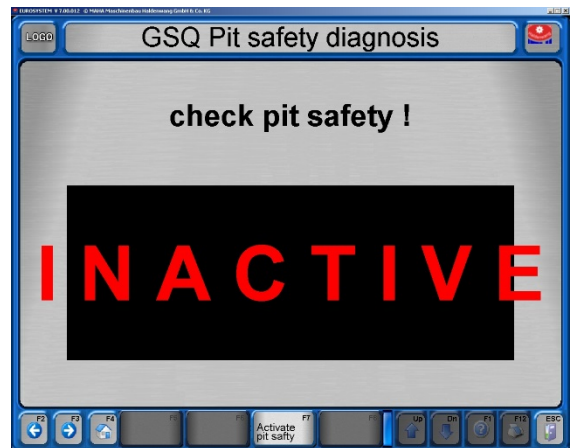 EUROSYSTEM V 7.00.012 © MAHA Maschinenbau Haldenwang GmbH & Co. KG
LOGO
GSQ Pit safety diagnosis
check pit safety !
INACTIVE
F2
F3
F4
F5
F6
Activate
pit safty
F7
F8
Up
Dn
F1
F12
ESC